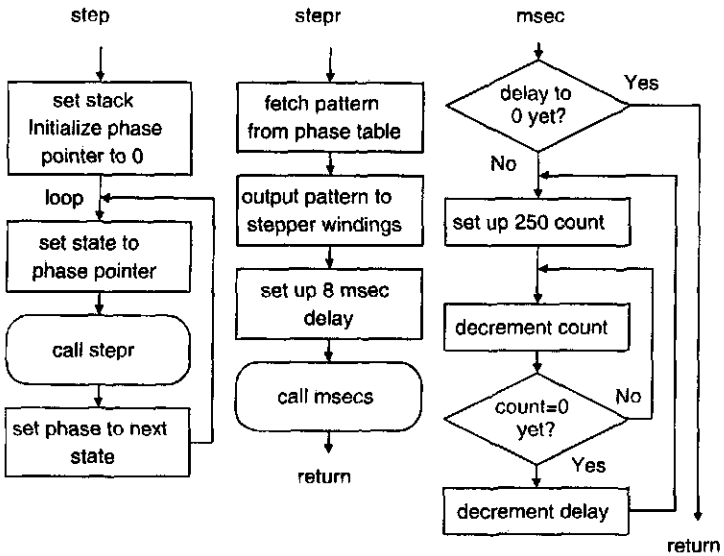 step
set stack
Initialize phase
pointer to 0
loop
set state to
phase pointer
call stepr
set phase to next
state
stepr
fetch pattern
from phase table
output pattern to
stepper windings
set up 8 msec
delay
call msecs
return
msec
delay to
0 yet?
Yes
No
set up 250 count
decrement count
count=0
yet?
No
Yes
decrement delay
return